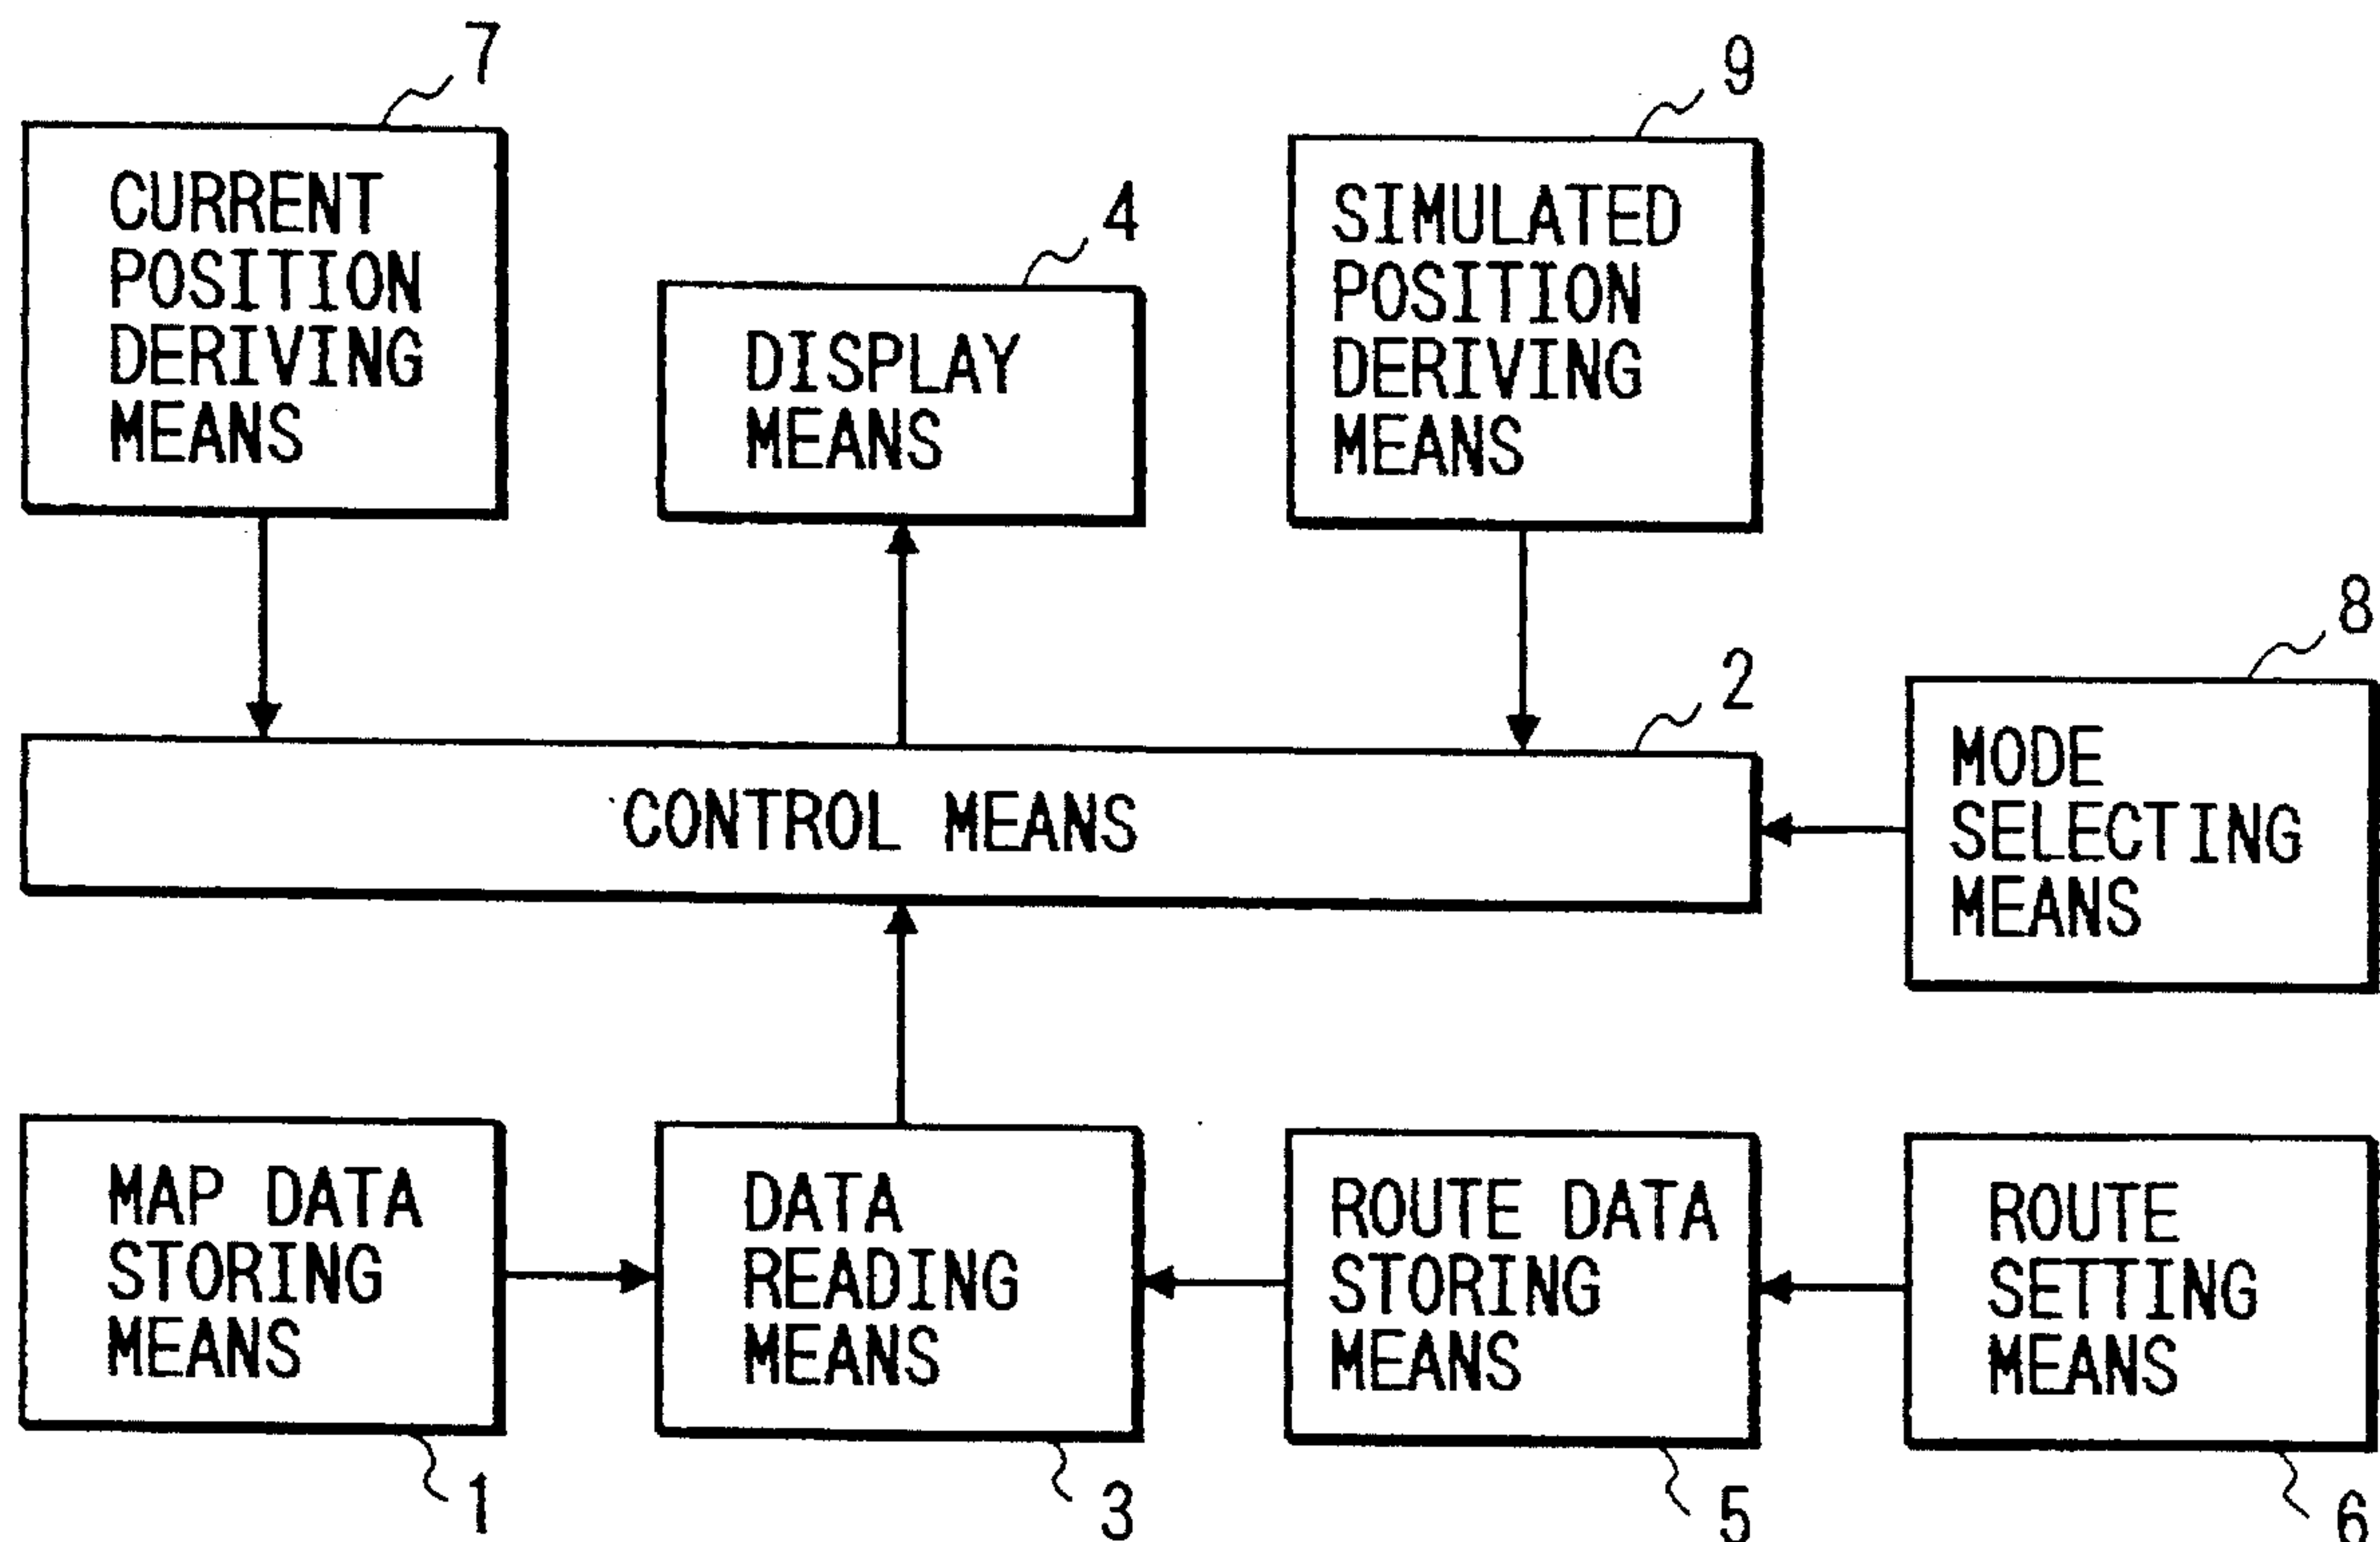 7
CURRENT
POSITION
DERIVING
MEANS
4
DISPLAY
MEANS
9
SIMULATED
POSITION
DERIVING
MEANS
8
MODE
SELECTING
MEANS
2
CONTROL MEANS
MAP DATA
STORING
MEANS
1
DATA
READING
MEANS
3
ROUTE DATA
STORING
MEANS
5
ROUTE
SETTING
MEANS
6